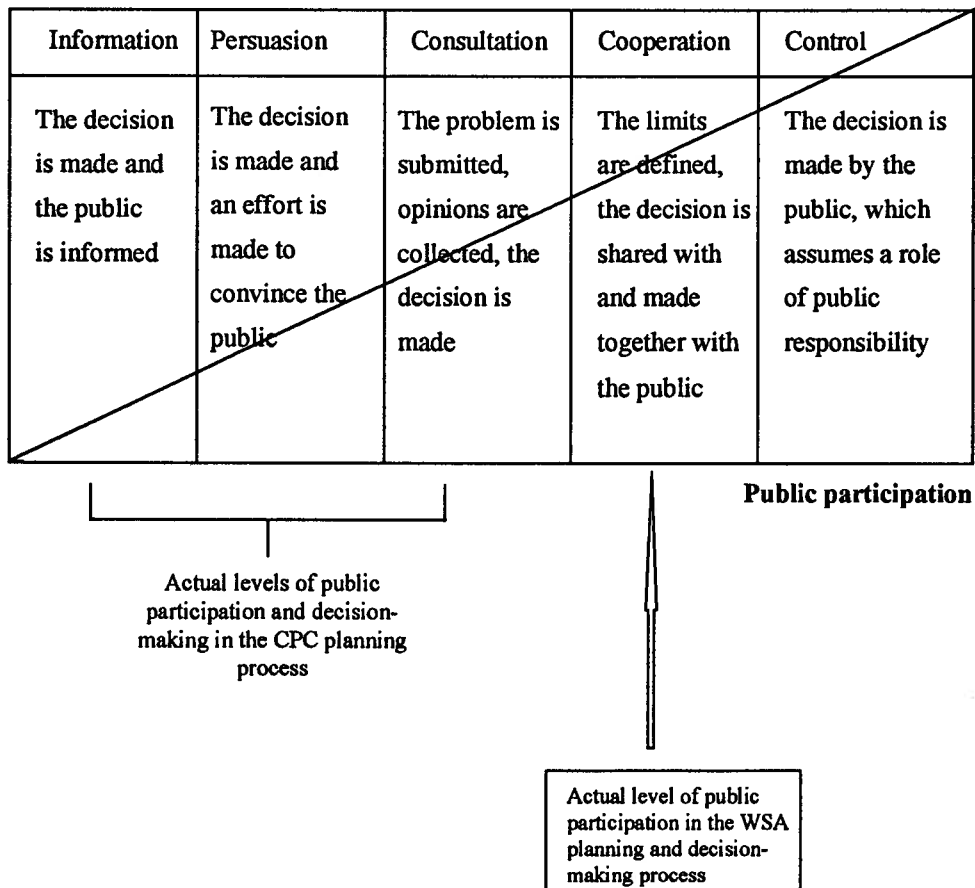 Information Persuasion Consultation Cooperation Control
The decision
is made and
the public
is informed
The decision
is made and
an effort is
made to
convince the
public
The problem is
submitted,
opinions are
collected, the
decision is
made
The limits
are defined,
the decision is
shared with
and made
together with
the public
The decision is
made by the
public, which
assumes a role
of public
responsibility
Public participation
Actual levels of public
participation and decision-
making in the CPC planning
process
Actual level of public
participation in the WSA
planning and decision-
making process